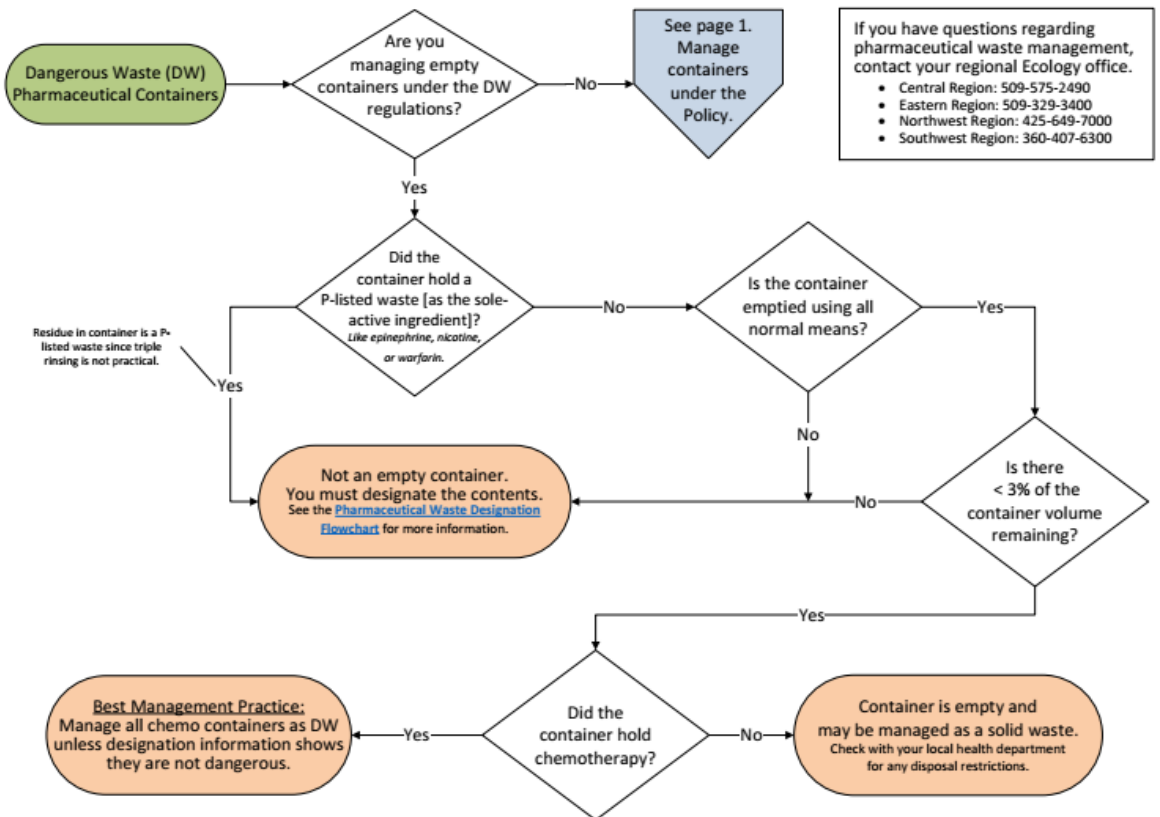 Dangerous Waste (DW)
Pharmaceutical Containers
Are you
managing empty
containers under the DW
regulations?
No
See page 1.
Manage
containers
under the
Policy.
If you have questions regarding
pharmaceutical waste management,
contact your regional Ecology office.
• Central Region: 509-575-2490
• Eastern Region: 509-329-3400
• Northwest Region: 425-649-7000
• Southwest Region: 360-407-6300
Yes
Did the
container hold a
P-listed waste [as the sole-
active ingredient]?
Like epinephrine, nicotine,
or warfarin.
No
Is the container
emptied using all
normal means?
Yes
Residue in container is a P-
listed waste since triple
rinsing is not practical.
Yes
No
Not an empty container.
You must designate the contents.
See the Pharmaceutical Waste Designation
Flowchart for more information.
No
Is there
< 3% of the
container volume
remaining?
Yes
Best Management Practice:
Manage all chemo containers as DW
unless designation information shows
they are not dangerous.
Yes
Did the
container hold
chemotherapy?
No
Container is empty and
may be managed as a solid waste.
Check with your local health department
for any disposal restrictions.